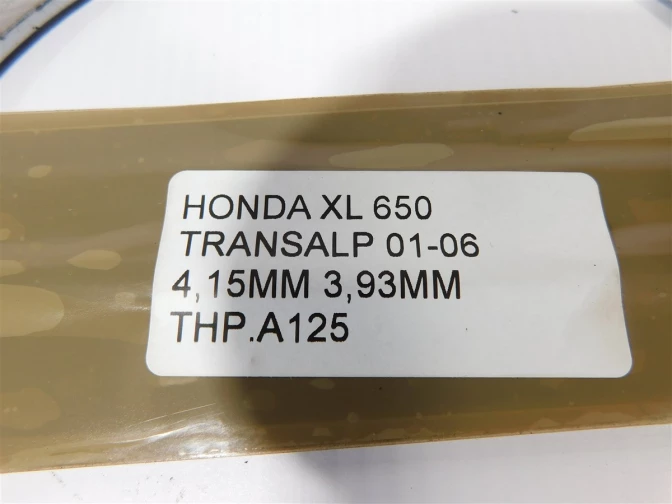 HONDA XL 650
TRANSALP 01-06
4,15MM 3,93MM
THP.A125